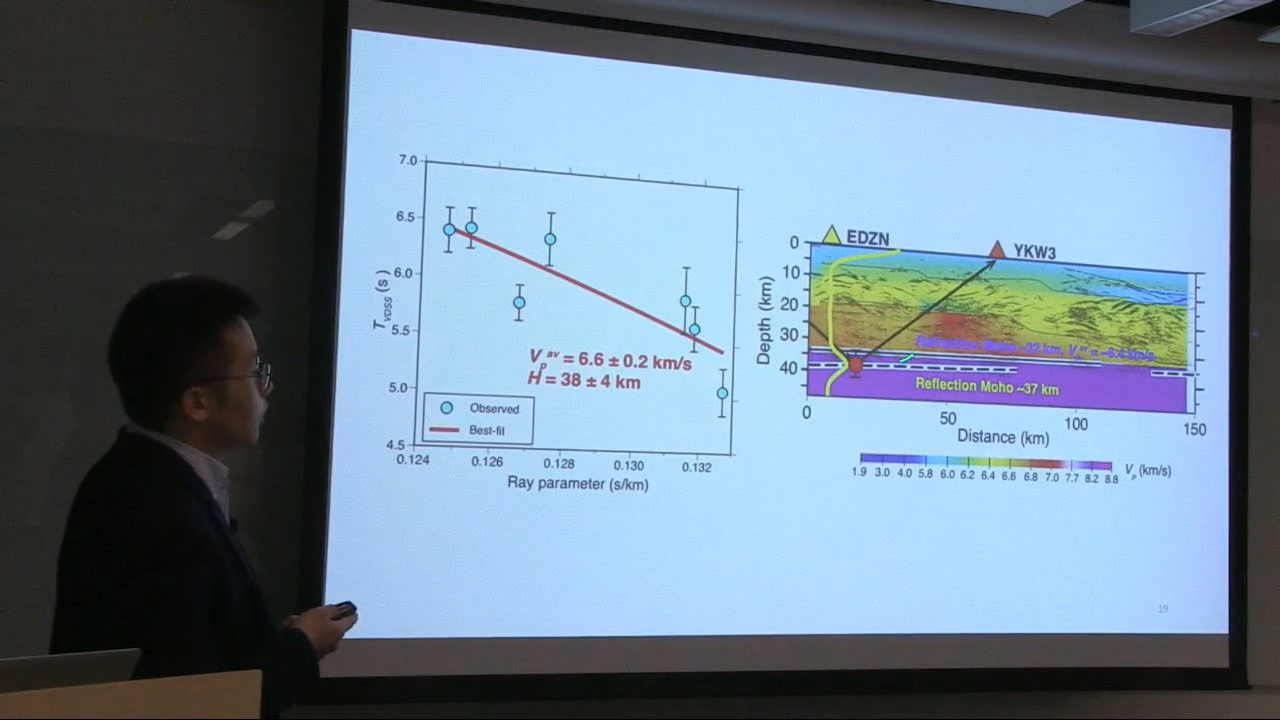 7.0
6.5
6.0
5.5
5.0
4.5
T_VDSS (s)
V_p^av = 6.6 ± 0.2 km/s
H = 38 ± 4 km
Observed
Best-fit
0.124
0.126
0.128
0.130
0.132
Ray parameter (s/km)
EDZN
YKW3
0
10
20
30
40
Depth (km)
Reflection Moho ~37 km
0
50
100
150
Distance (km)
1.9 3.0 4.0 5.8 6.0 6.2 6.4 6.6 6.8 7.0 7.7 8.2 8.8
V_p (km/s)
19